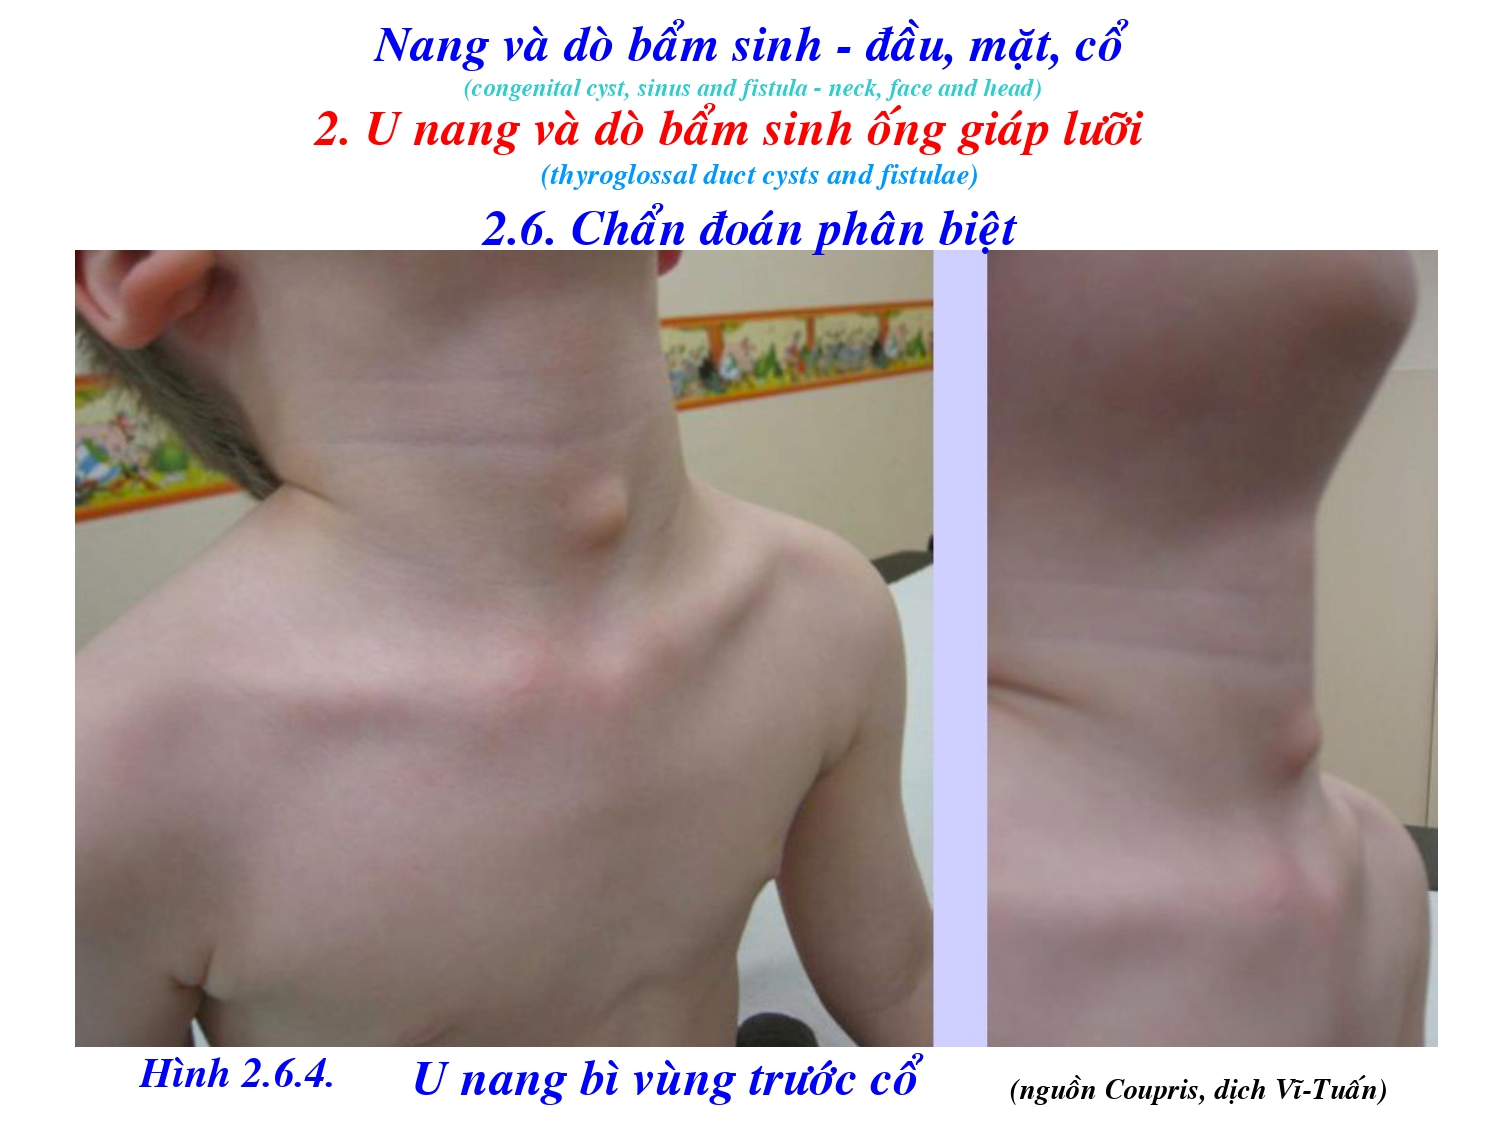 Nang và dò bẩm sinh - đầu, mặt, cổ
(congenital cyst, sinus and fistula - neck, face and head)
2. U nang và dò bẩm sinh ống giáp lưỡi
(thyroglossal duct cysts and fistulae)
2.6. Chẩn đoán phân biệt
Hình 2.6.4. U nang bì vùng trước cổ (nguồn Coupris, dịch Vĩ-Tuấn)